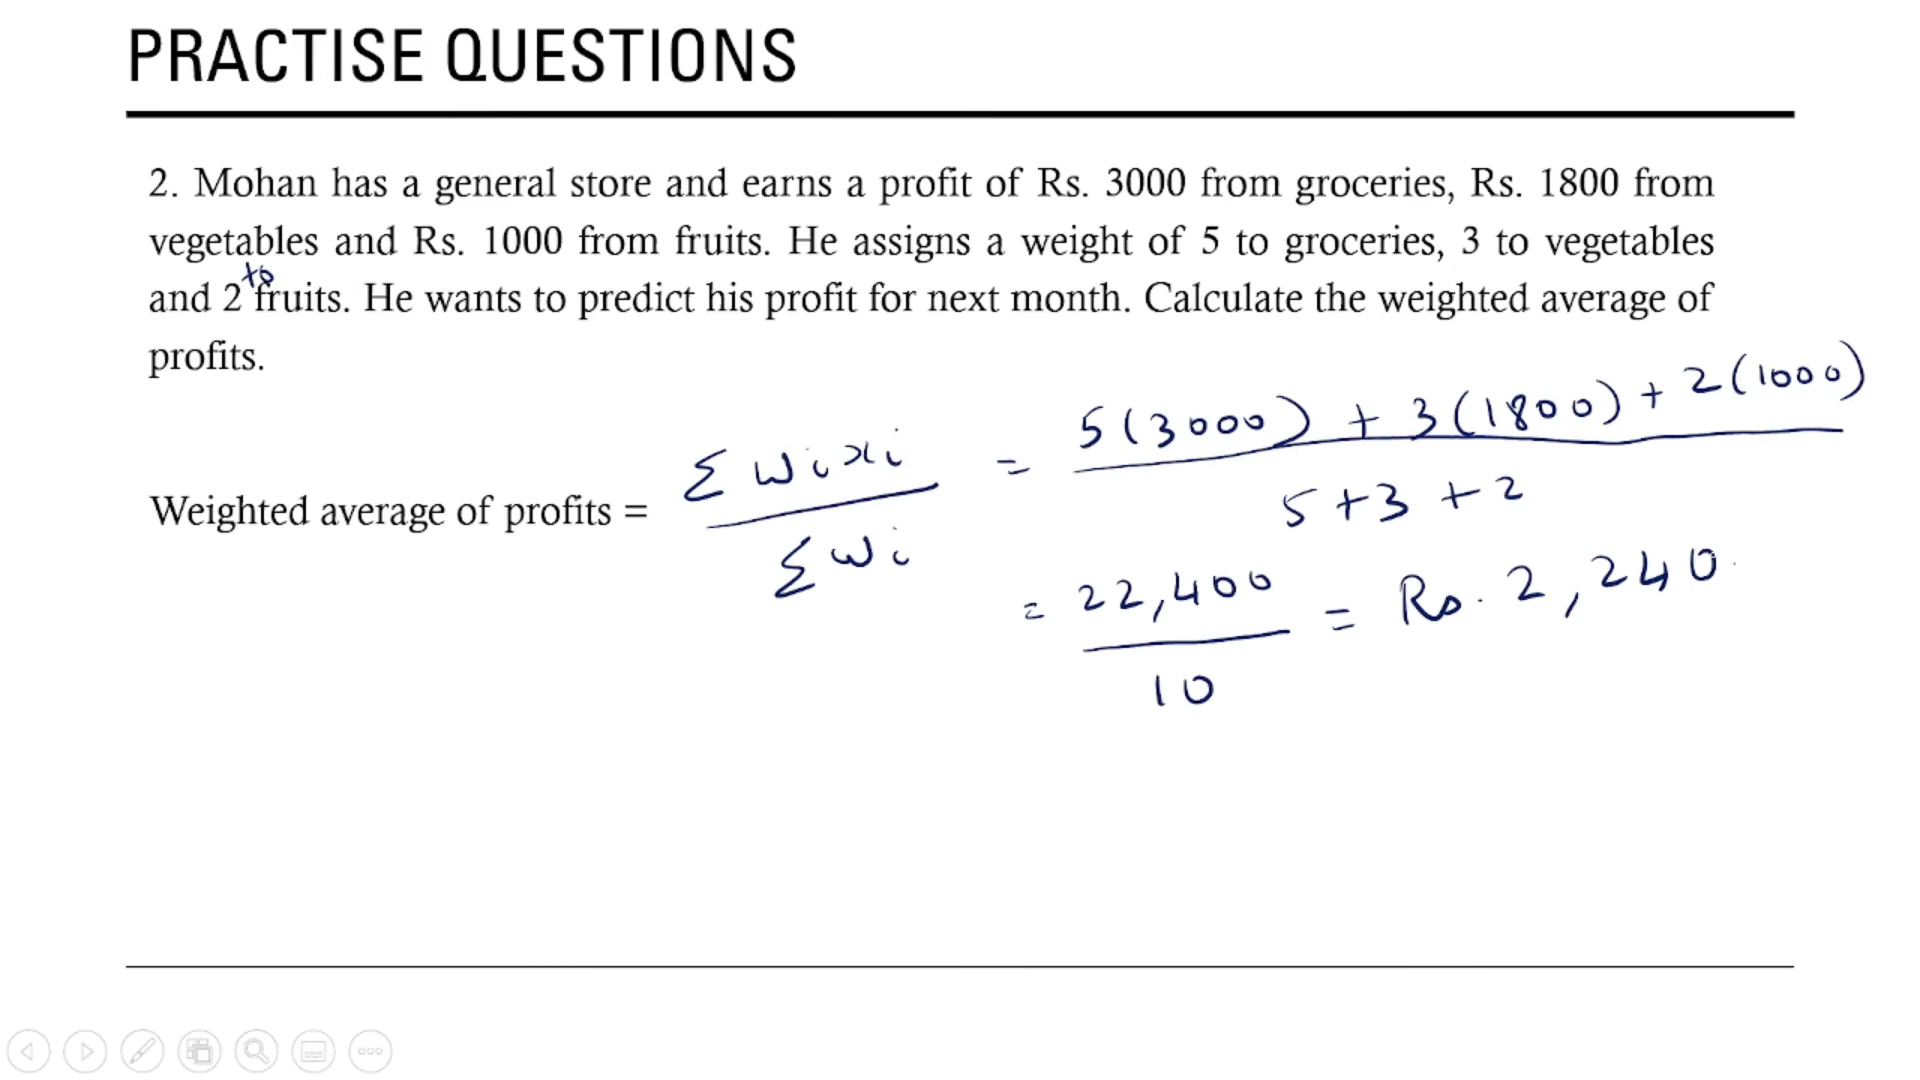 PRACTISE QUESTIONS
2. Mohan has a general store and earns a profit of Rs. 3000 from groceries, Rs. 1800 from
vegetables and Rs. 1000 from fruits. He assigns a weight of 5 to groceries, 3 to vegetables
to
and 2 fruits. He wants to predict his profit for next month. Calculate the weighted average of
profits.
Weighted average of profits = Σ wi xi / Σ wi = 5(3000) + 3(1800) + 2(1000) / 5 + 3 + 2
= 22,400 / 10 = Rs. 2,240.